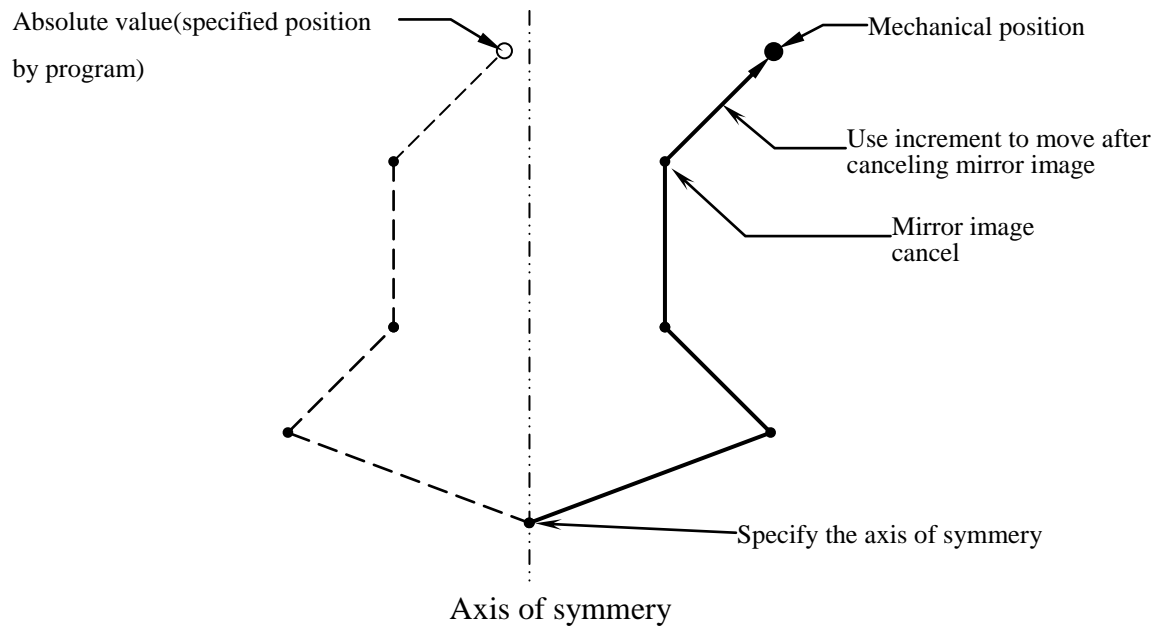 Absolute value(specified position
by program)
Mechanical position
Use increment to move after
canceling mirror image
Mirror image
cancel
Specify the axis of symmery
Axis of symmery